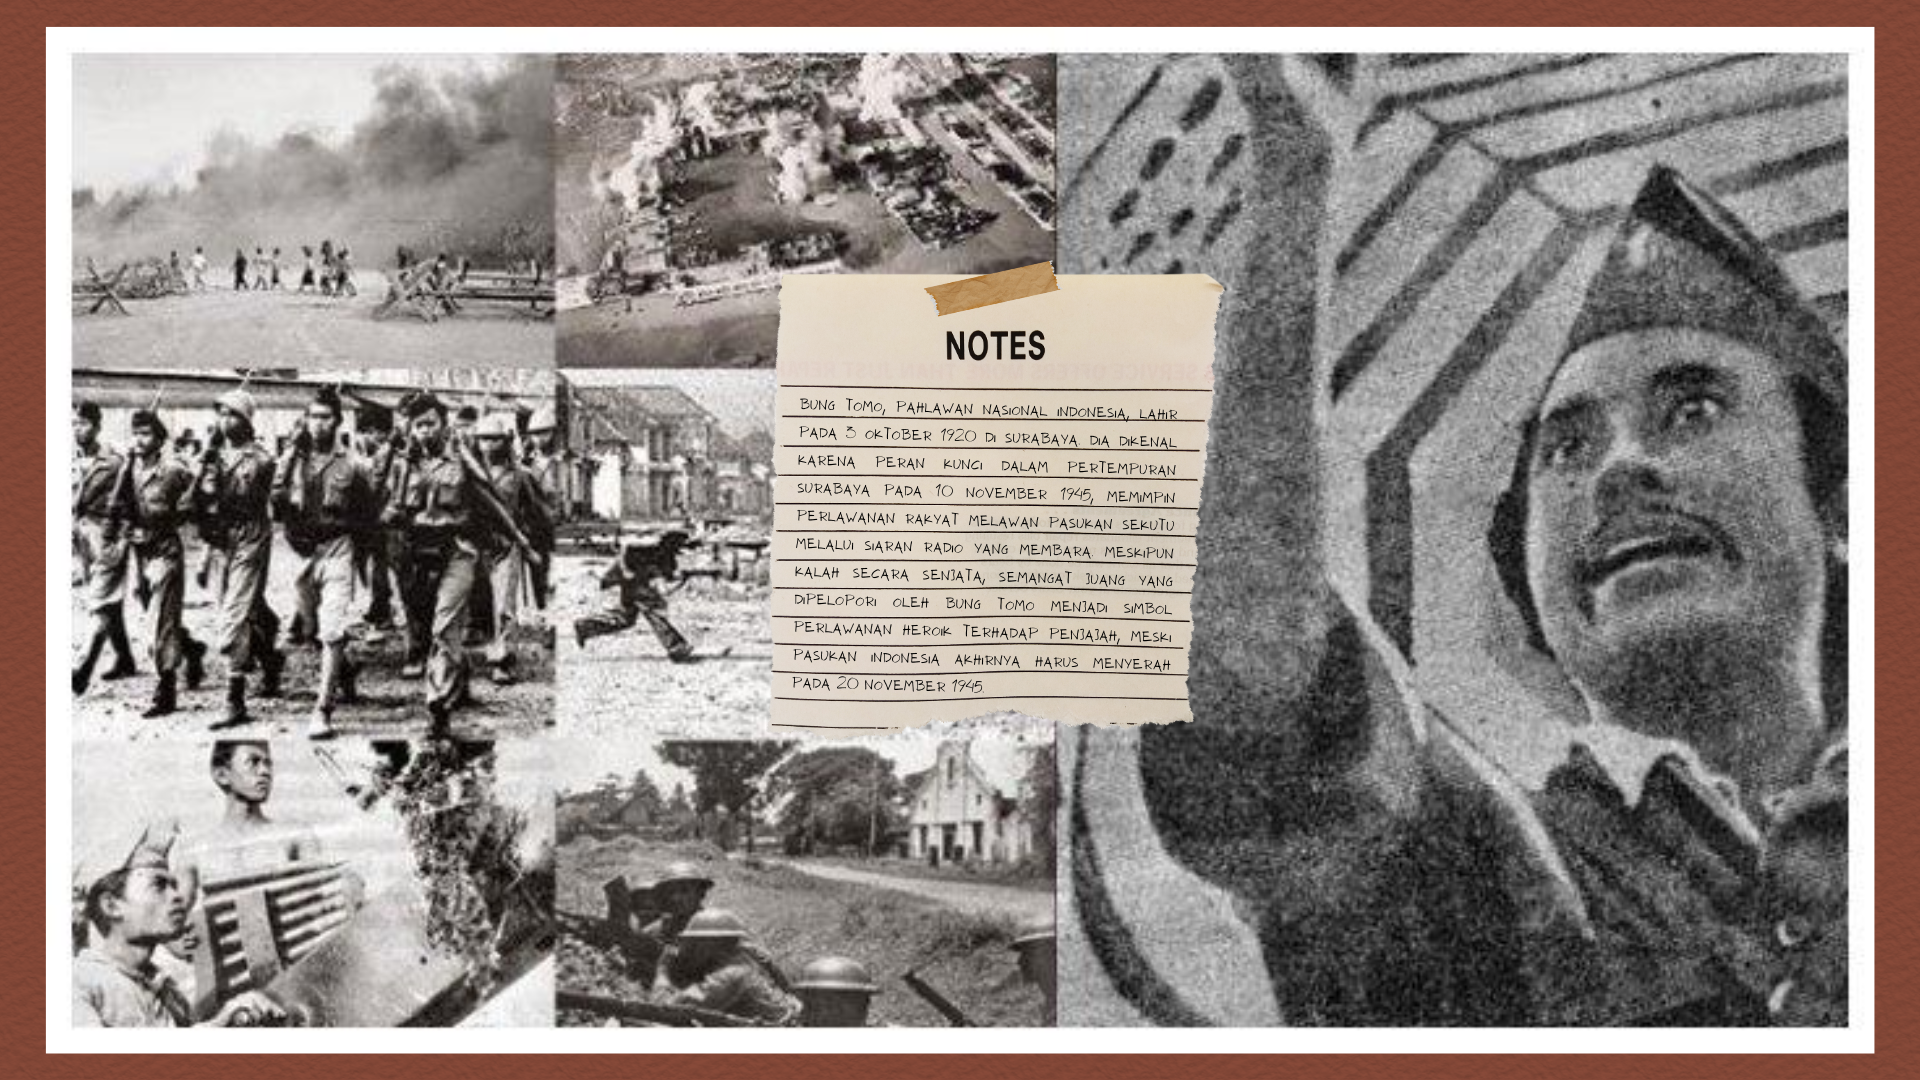 NOTES
BUNG TOMO, PAHLAWAN NASIONAL INDONESIA, LAHIR
PADA 3 OKTOBER 1920 DI SURABAYA. DIA DIKENAL
KARENA PERAN KUNCI DALAM PERTEMPURAN
SURABAYA PADA 10 NOVEMBER 1945, MEMIMPIN
PERLAWANAN RAKYAT MELAWAN PASUKAN SEKUTU
MELALUI SIARAN RADIO YANG MEMBARA. MESKIPUN
KALAH SECARA SENJATA, SEMANGAT JUANG YANG
DIPELOPORI OLEH BUNG TOMO MENJADI SIMBOL
PERLAWANAN HEROIK TERHADAP PENJAJAH, MESKI
PASUKAN INDONESIA AKHIRNYA HARUS MENYERAH
PADA 20 NOVEMBER 1945.